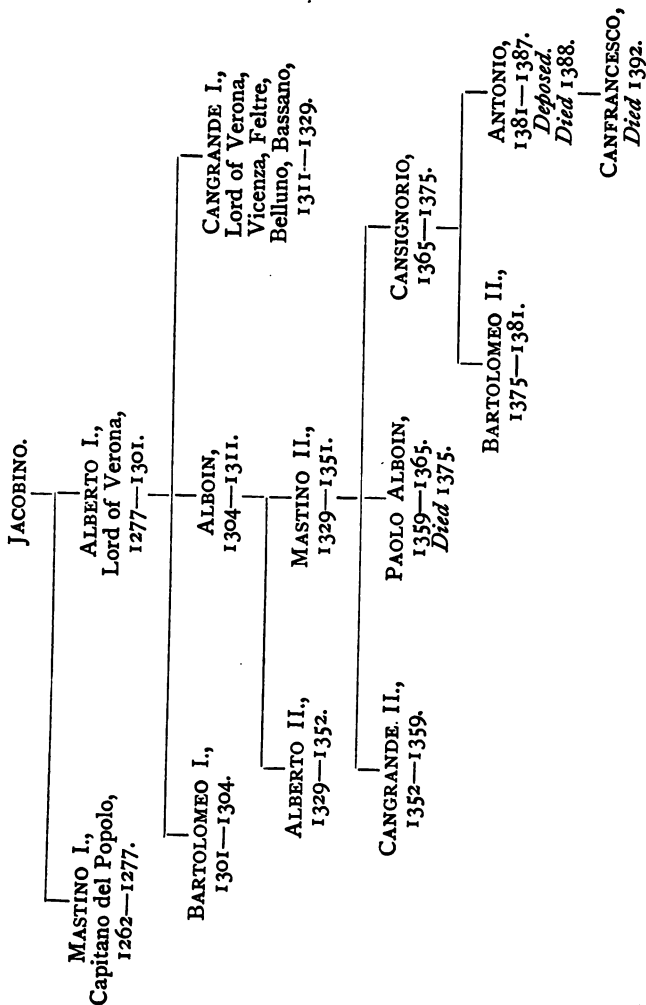 JACOBINO.
MASTINO I.,
Capitano del Popolo,
1262—1277.
ALBERTO I.,
Lord of Verona,
1277—1301.
BARTOLOMEO I.,
1301—1304.
ALBOIN,
1304—1311.
CANGRANDE I.,
Lord of Verona,
Vicenza, Feltre,
Belluno, Bassano,
1311—1329.
ALBERTO II.,
1329—1352.
MASTINO II.,
1329—1351.
CANGRANDE. II.,
1352—1359.
PAOLO ALBOIN,
1359—1365.
Died 1375.
CANSIGNORIO,
1365—1375.
BARTOLOMEO II.,
1375—1381.
ANTONIO,
1381—1387.
Deposed.
Died 1388.
CANFRANCESCO,
Died 1392.